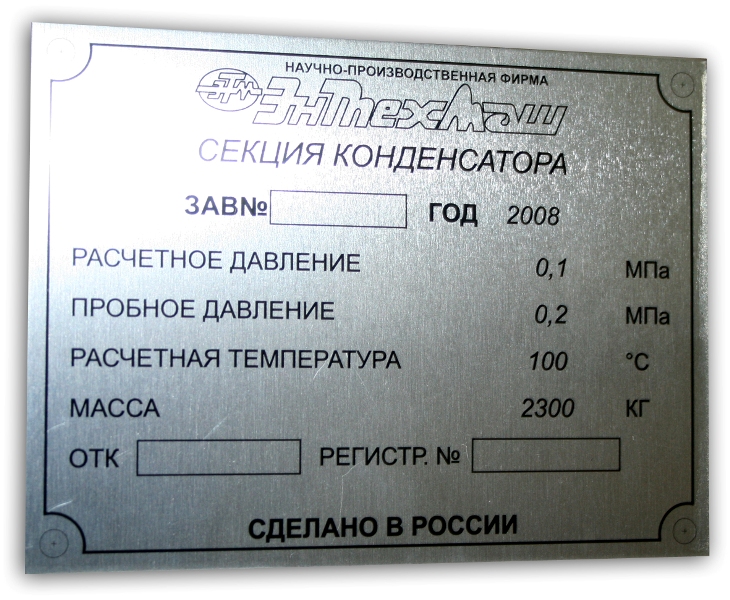 НАУЧНО-ПРОИЗВОДСТВЕННАЯ ФИРМА
ЭТМ ЭнТехМаш
СЕКЦИЯ КОНДЕНСАТОРА
ЗАВ№ ГОД 2008
РАСЧЕТНОЕ ДАВЛЕНИЕ 0,1 МПа
ПРОБНОЕ ДАВЛЕНИЕ 0,2 МПа
РАСЧЕТНАЯ ТЕМПЕРАТУРА 100 °С
МАССА 2300 КГ
ОТК РЕГИСТР. №
СДЕЛАНО В РОССИИ